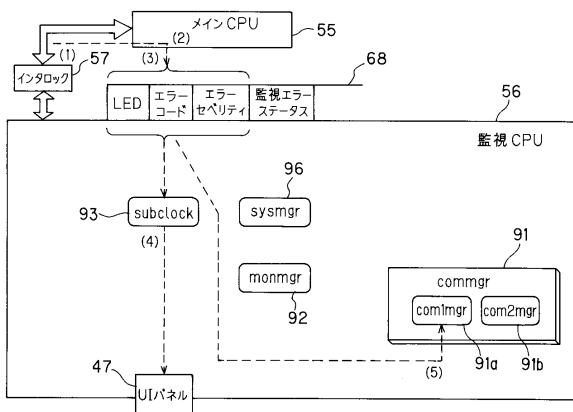 メインCPU
55
(2)
(1)
57
(3)
インタロック
68
LED
エラー
コード
エラー
セベリティ
監視エラー
ステータス
56
監視CPU
96
93
subclock
sysmgr
(4)
91
monmgr
commgr
92
com1mgr
com2mgr
47
91a
91b
(5)
UIパネル